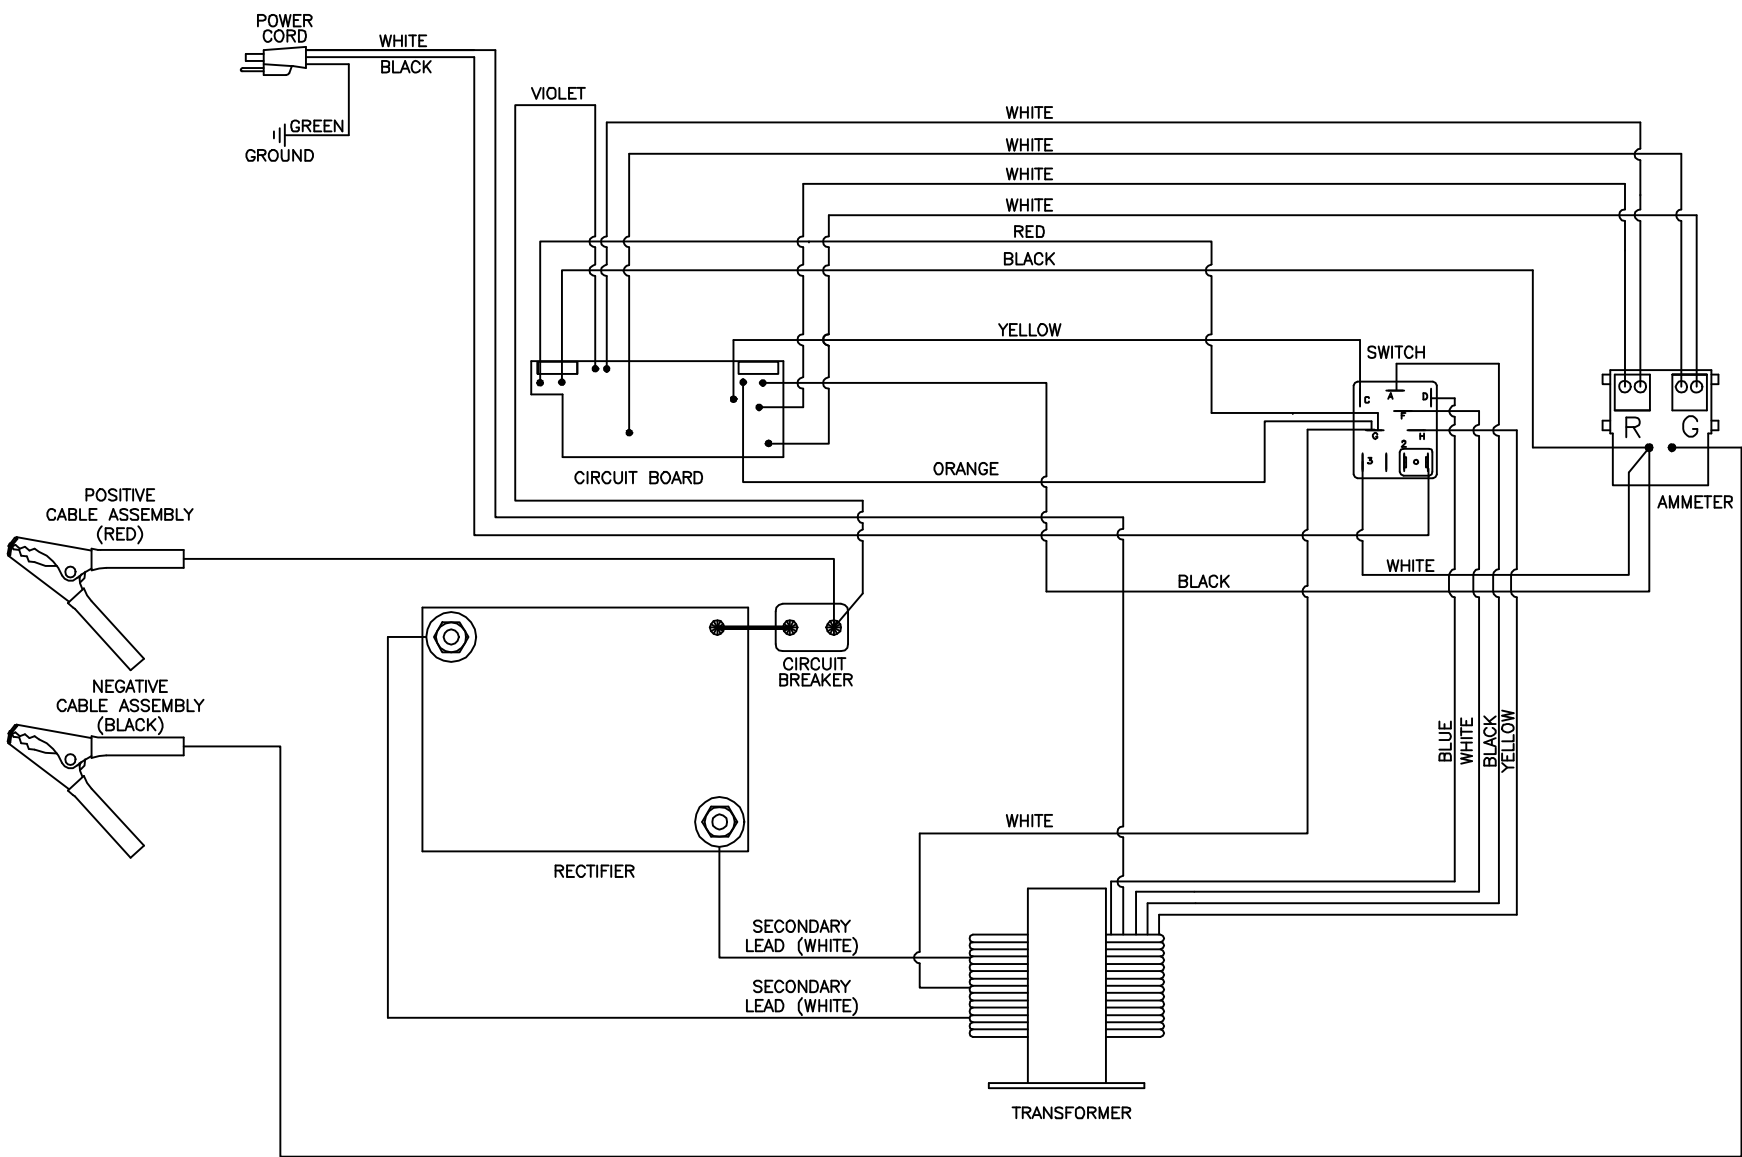 POWER
CORD
WHITE
BLACK
GREEN
GROUND
VIOLET
WHITE
WHITE
WHITE
WHITE
RED
BLACK
YELLOW
SWITCH
C
A
D
F
G
H
2
3
R
G
AMMETER
CIRCUIT BOARD
ORANGE
POSITIVE
CABLE ASSEMBLY
(RED)
WHITE
BLACK
NEGATIVE
CABLE ASSEMBLY
(BLACK)
CIRCUIT
BREAKER
BLUE
WHITE
BLACK
YELLOW
WHITE
RECTIFIER
SECONDARY
LEAD (WHITE)
SECONDARY
LEAD (WHITE)
TRANSFORMER